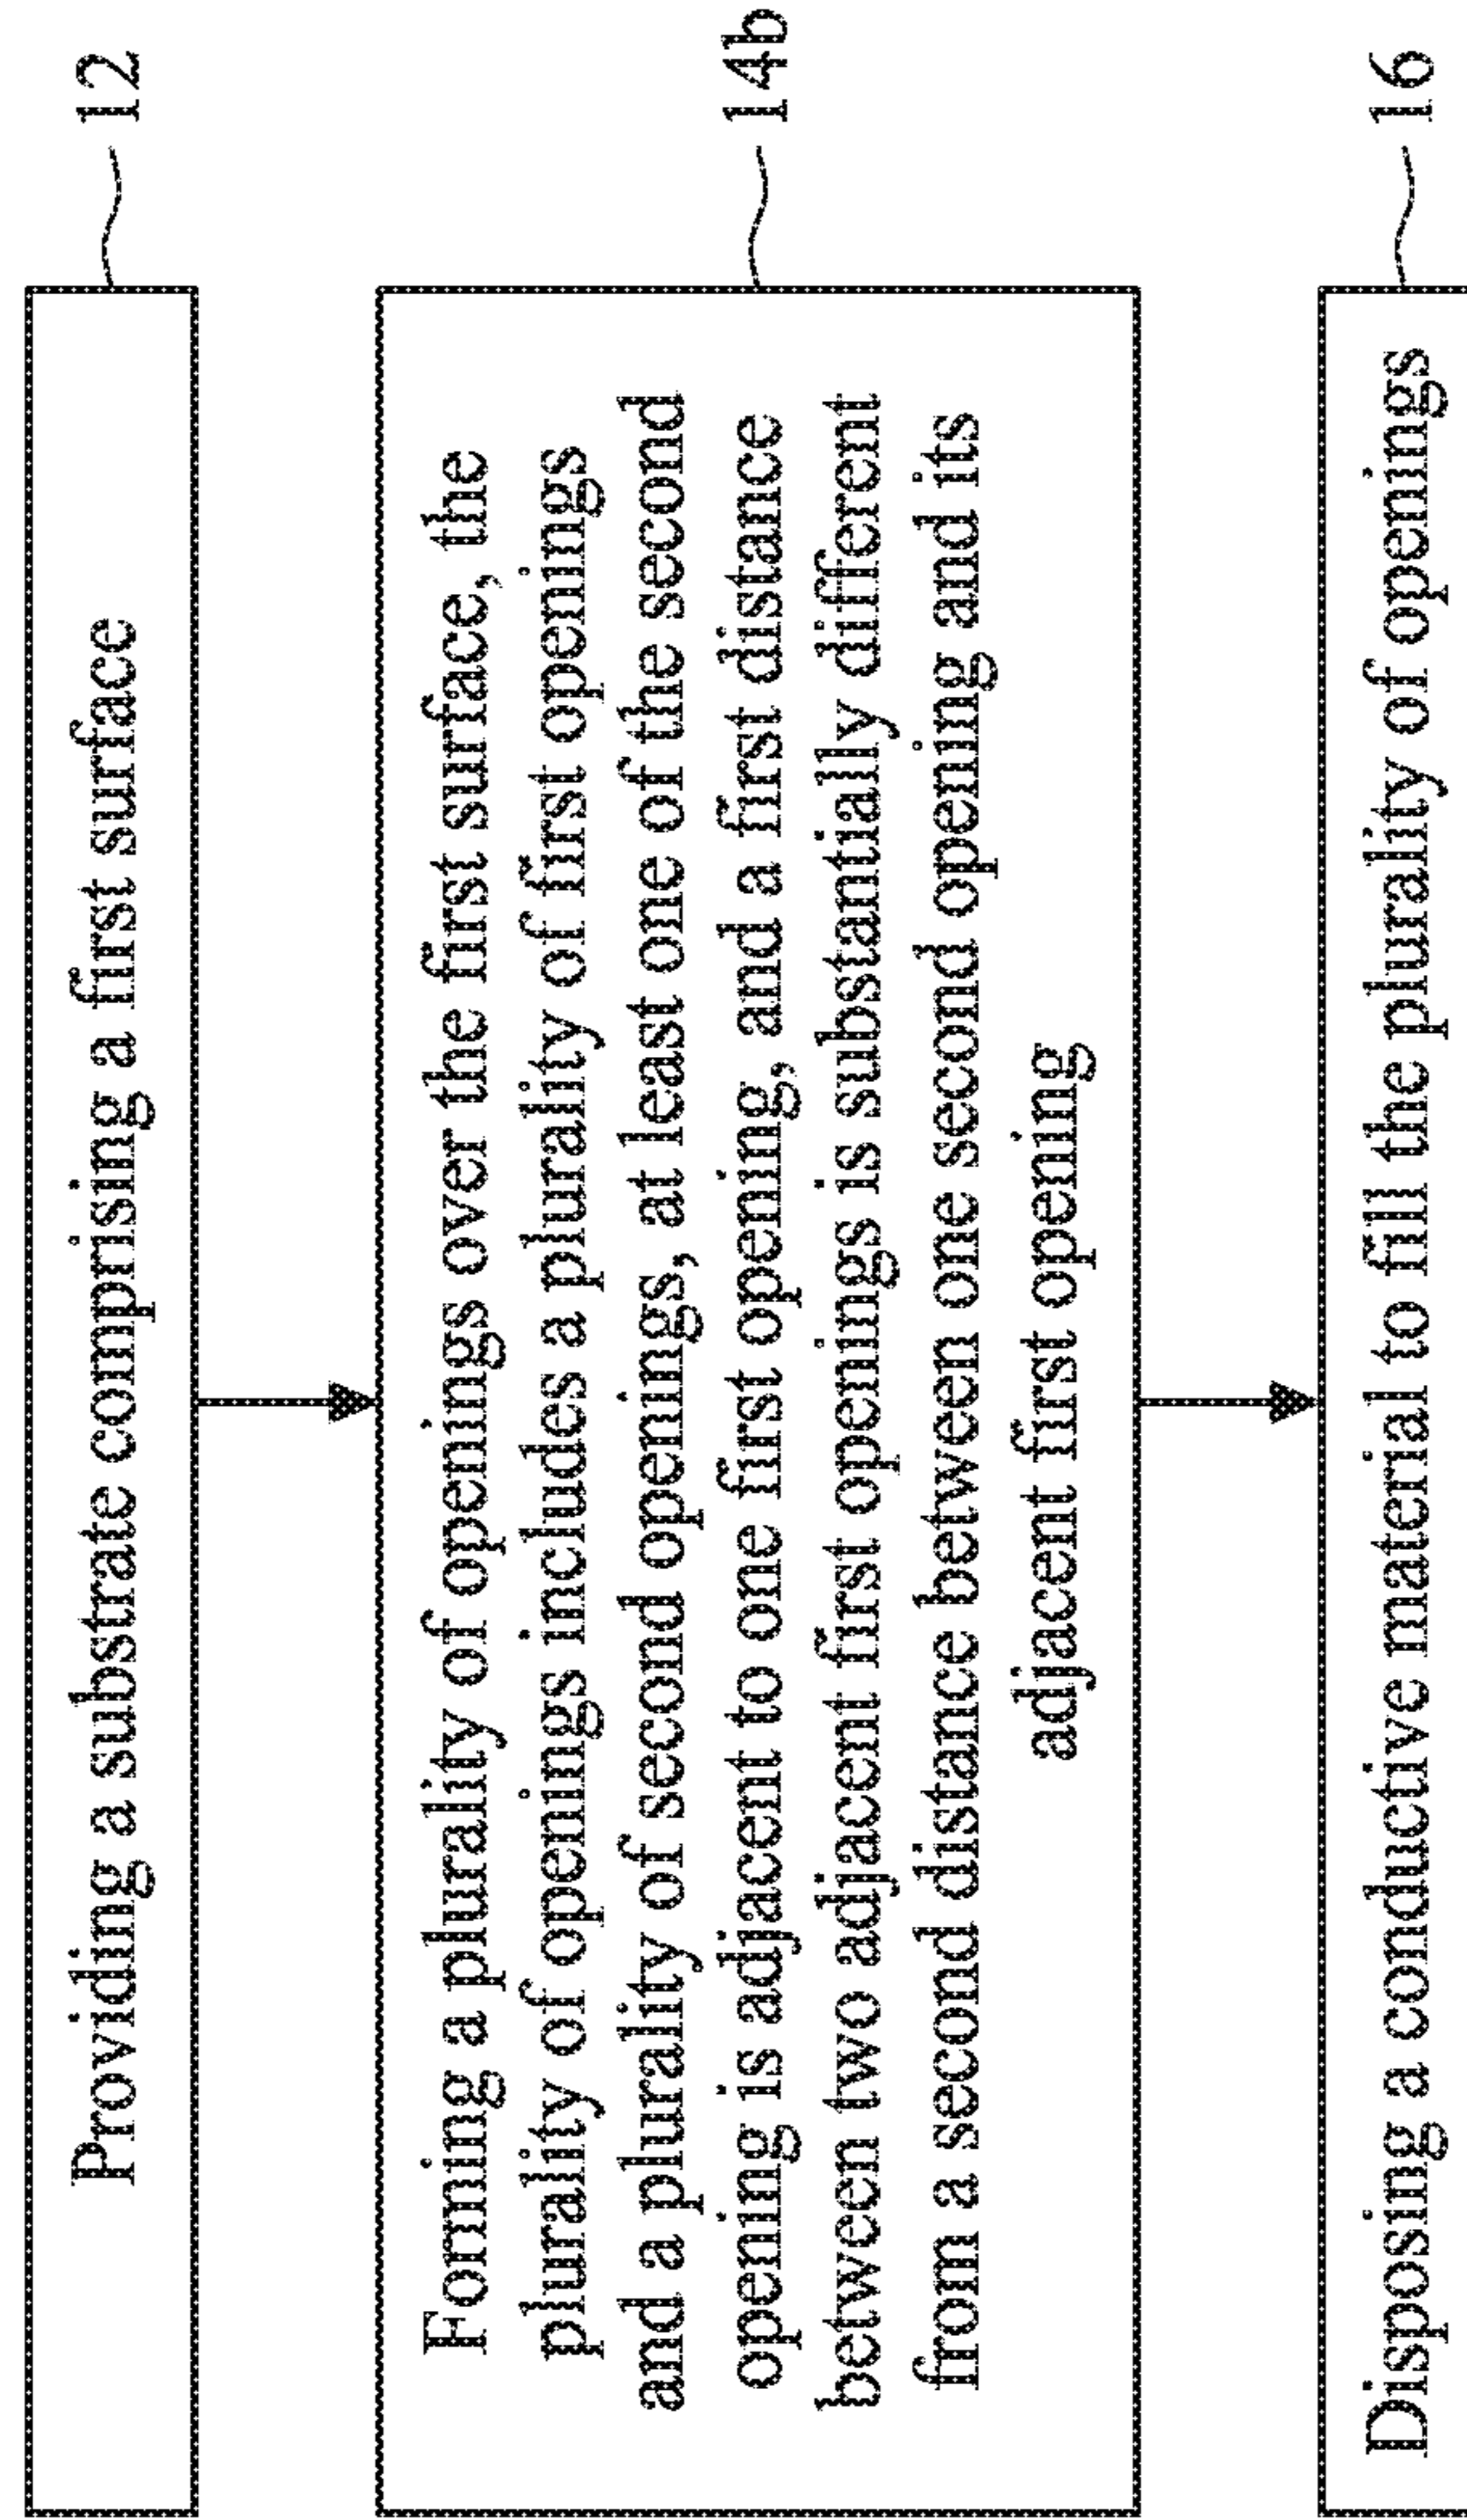 Providing a substrate comprising a first surface
12
Forming a plurality of openings over the first surface, the
plurality of openings includes a plurality of first openings
and a plurality of second openings, at least one of the second
opening is adjacent to one first opening, and a first distance
between two adjacent first openings is substantially different
from a second distance between one second opening and its
adjacent first opening
14b
Disposing a conductive material to fill the plurality of openings
16